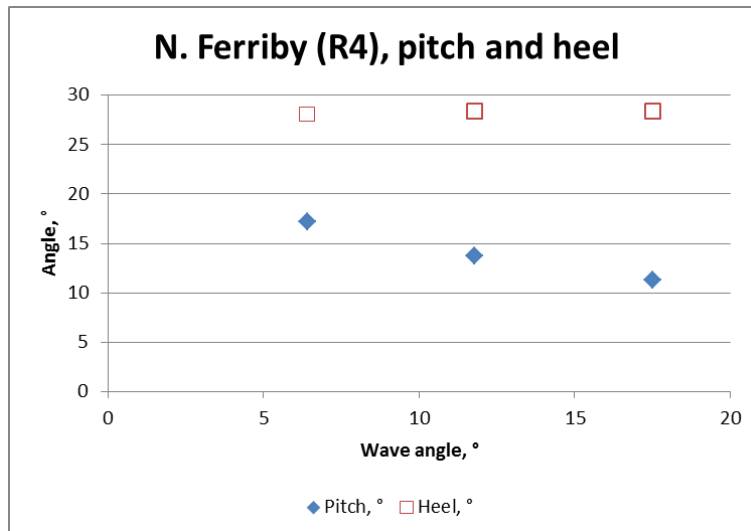 N. Ferriby (R4), pitch and heel
30
25
20
15
10
5
0
Angle, °
0 5 10 15 20
Wave angle, °
Pitch, ° Heel, °